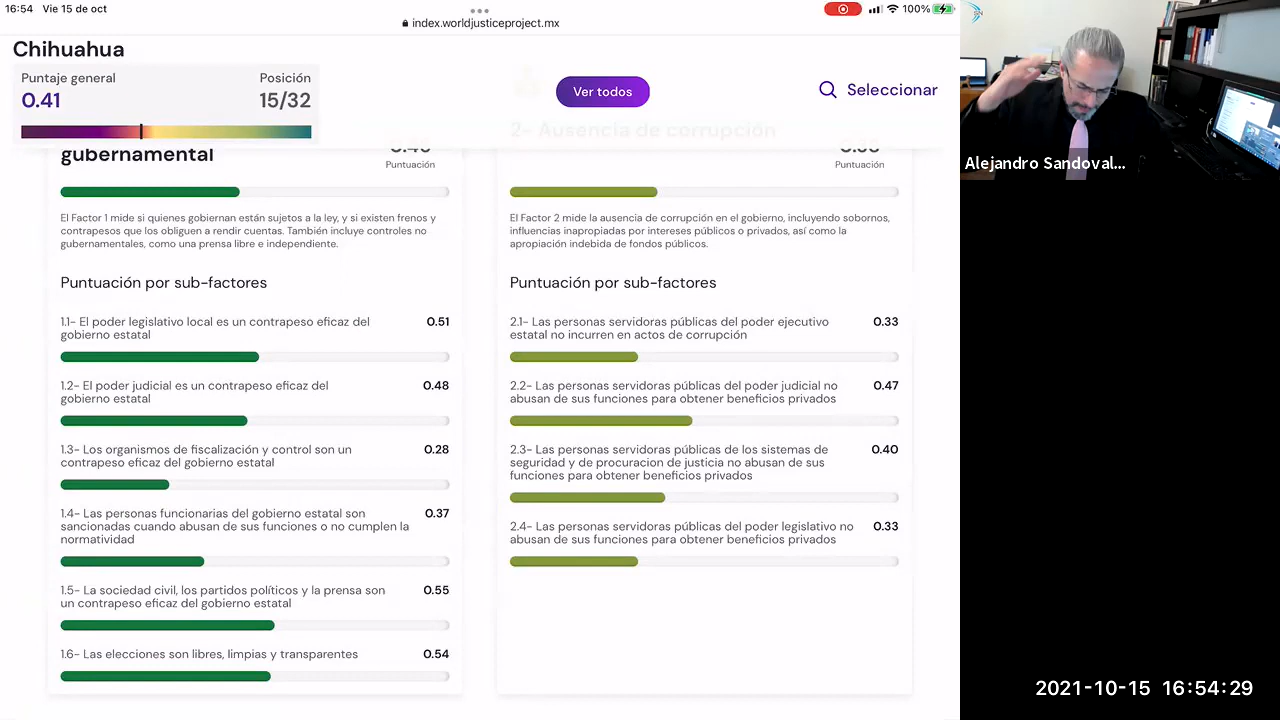 16:54 Vie 15 de oct
100%
index.worldjusticeproject.mx
Chihuahua
Puntaje general
Posición
0.41
15/32
Ver todos
Seleccionar
2- Ausencia de corrupción
gubernamental
Puntuación
Puntuación
El Factor 1 mide si quienes gobiernan están sujetos a la ley, y si existen frenos y
contrapesos que los obliguen a rendir cuentas. También incluye controles no
gubernamentales, como una prensa libre e independiente.
Puntuación por sub-factores
1.1- El poder legislativo local es un contrapeso eficaz del
gobierno estatal
0.51
1.2- El poder judicial es un contrapeso eficaz del
gobierno estatal
0.48
1.3- Los organismos de fiscalización y control son un
contrapeso eficaz del gobierno estatal
0.28
1.4- Las personas funcionarias del gobierno estatal son
sancionadas cuando abusan de sus funciones o no cumplen la
normatividad
0.37
1.5- La sociedad civil, los partidos políticos y la prensa son
un contrapeso eficaz del gobierno estatal
0.55
1.6- Las elecciones son libres, limpias y transparentes
0.54
El Factor 2 mide la ausencia de corrupción en el gobierno, incluyendo sobornos,
influencias inapropiadas por intereses públicos o privados, así como la
apropiación indebida de fondos públicos.
Puntuación por sub-factores
2.1- Las personas servidoras públicas del poder ejecutivo
estatal no incurren en actos de corrupción
0.33
2.2- Las personas servidoras públicas del poder judicial no
abusan de sus funciones para obtener beneficios privados
0.47
2.3- Las personas servidoras públicas de los sistemas de
seguridad y de procuracion de justicia no abusan de sus
funciones para obtener beneficios privados
0.40
2.4- Las personas servidoras públicas del poder legislativo no
abusan de sus funciones para obtener beneficios privados
0.33
Alejandro Sandoval...
2021-10-15 16:54:29